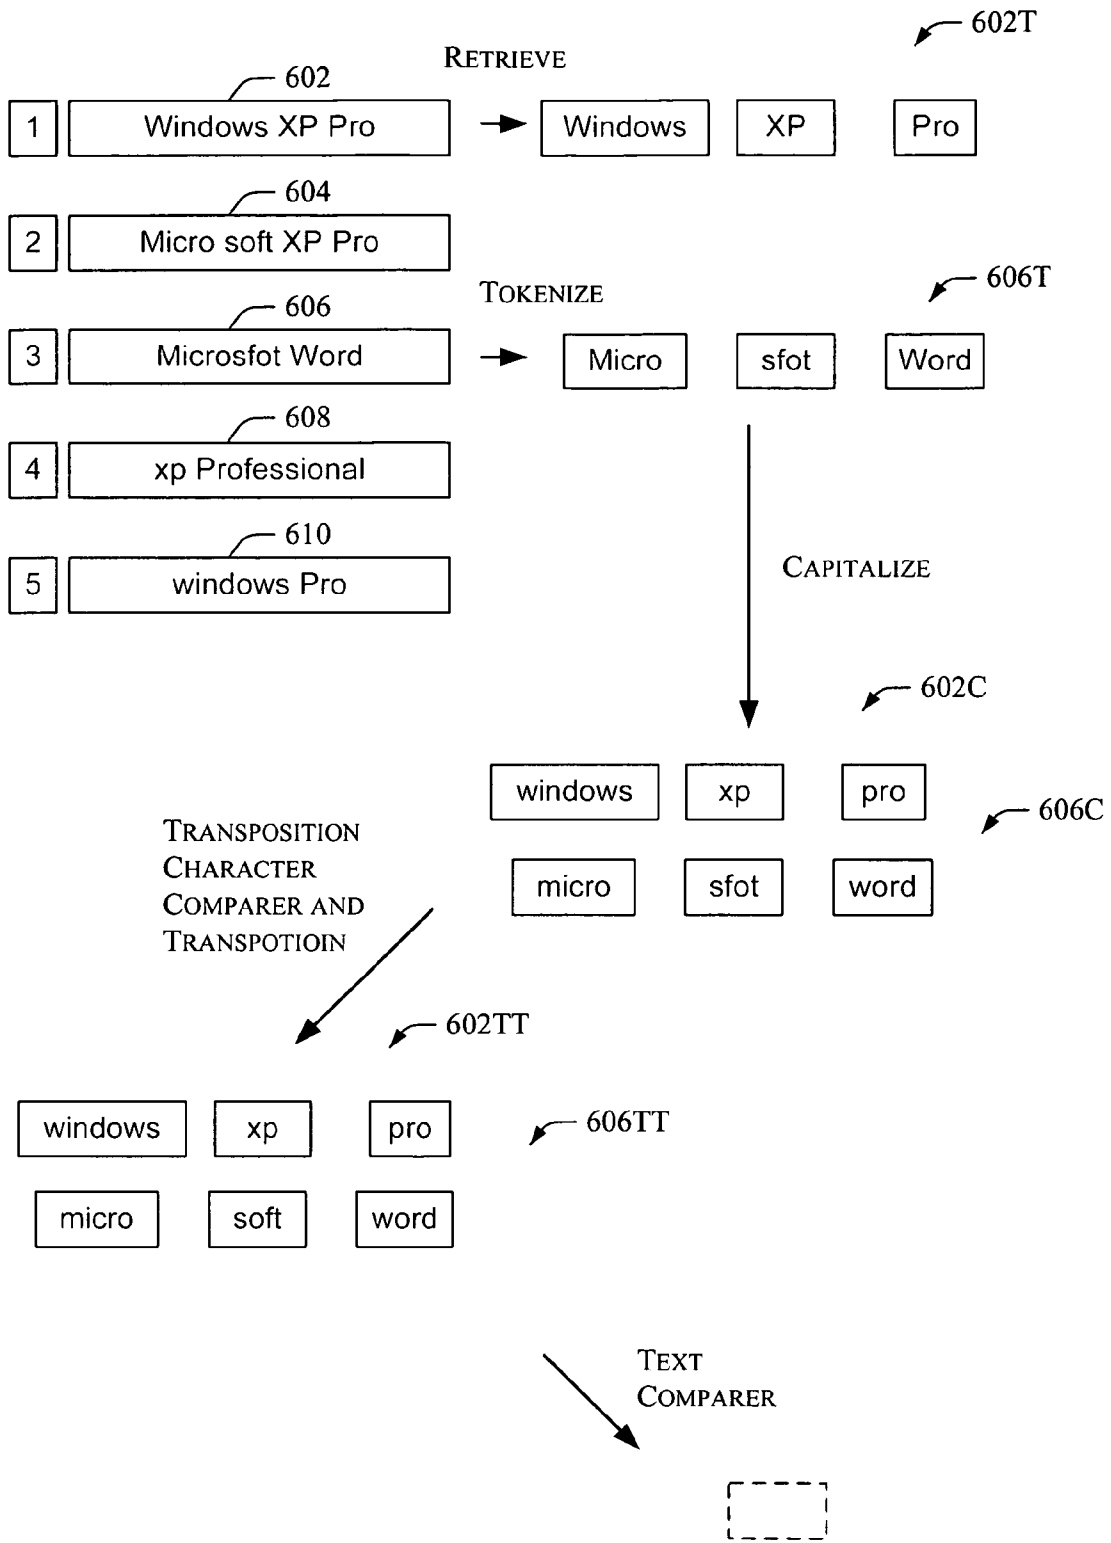 602T
RETRIEVE
602
1 Windows XP Pro Windows XP Pro
604
2 Micro soft XP Pro
606 TOKENIZE 606T
3 Microsfot Word Micro sfot Word
608
4 xp Professional
610
5 windows Pro
CAPITALIZE
602C
windows xp pro
606C
micro sfot word
TRANSPOSITION
CHARACTER
COMPARER AND
TRANSPOTIOIN
602TT
windows xp pro
606TT
micro soft word
TEXT
COMPARER